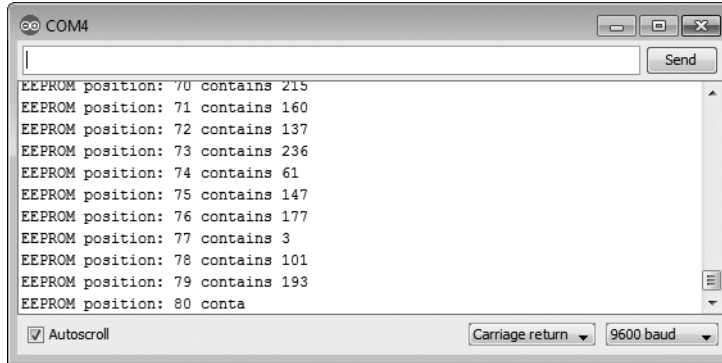 COM4
Send
EEPROM position: 70 contains 215
EEPROM position: 71 contains 160
EEPROM position: 72 contains 137
EEPROM position: 73 contains 236
EEPROM position: 74 contains 61
EEPROM position: 75 contains 147
EEPROM position: 76 contains 177
EEPROM position: 77 contains 3
EEPROM position: 78 contains 101
EEPROM position: 79 contains 193
EEPROM position: 80 conta
Autoscroll Carriage return 9600 baud